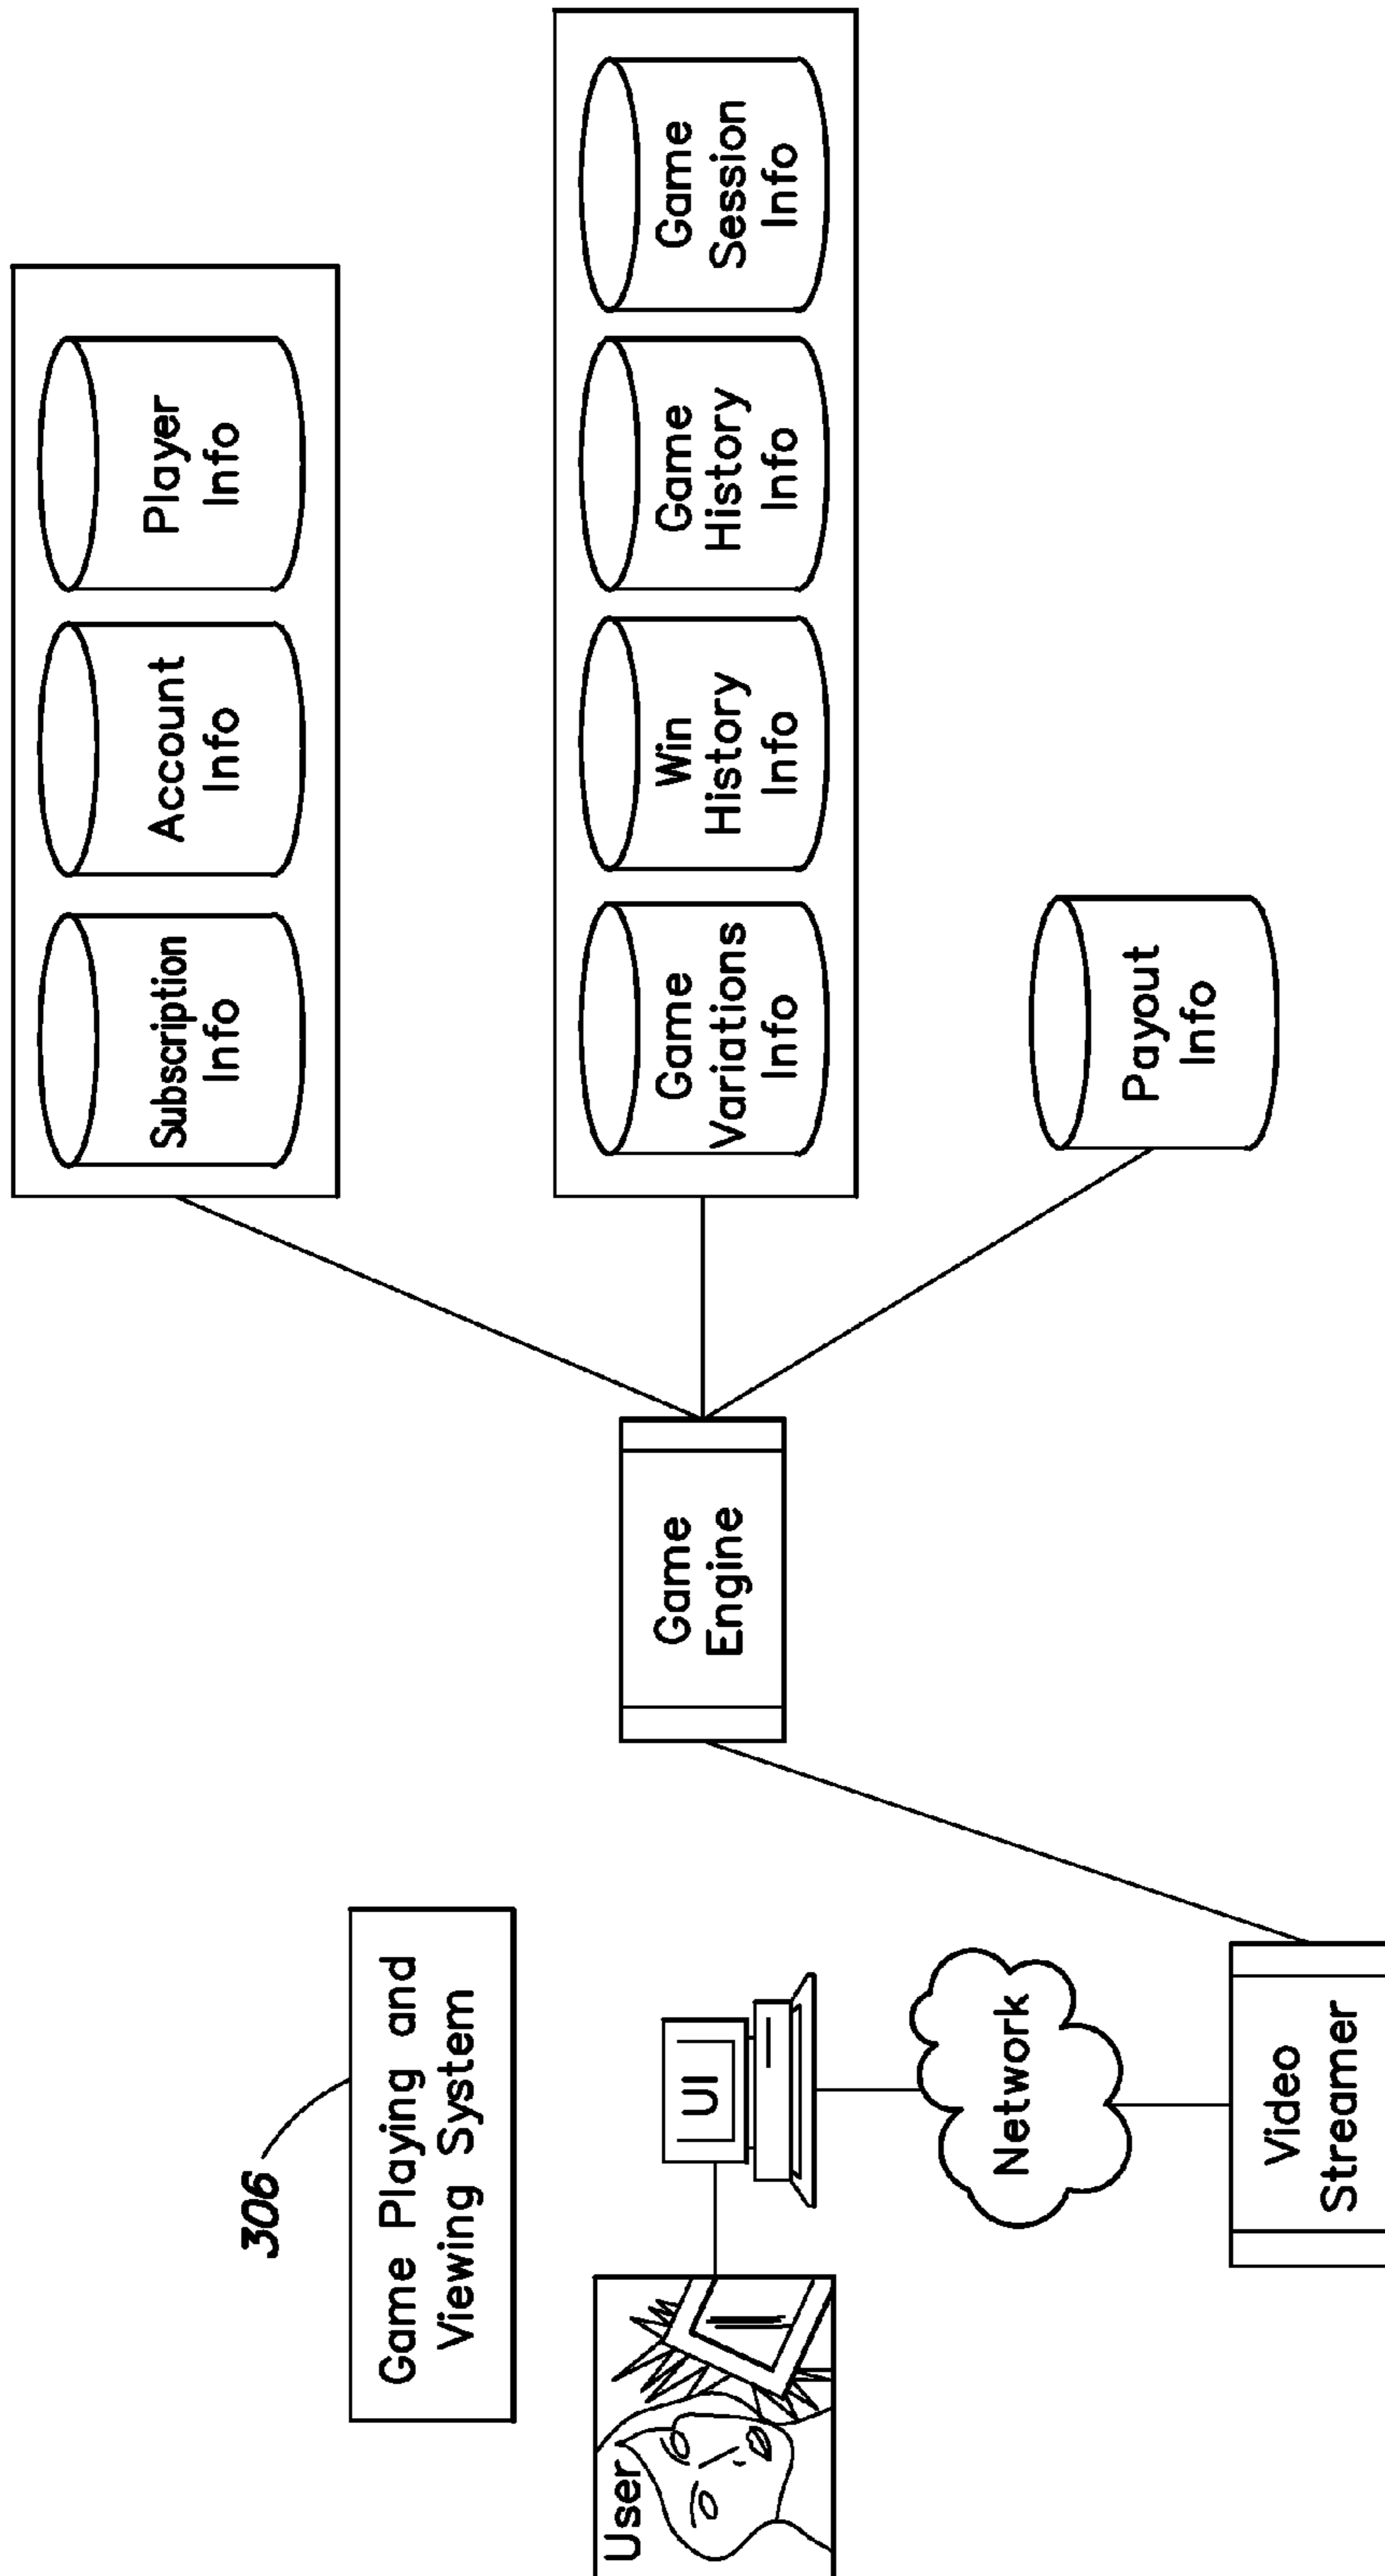 306
Game Playing and
Viewing System
User
UI
Network
Video
Streamer
Game
Engine
Subscription
Info
Account
Info
Player
Info
Game
Variations
Info
Win
History
Info
Game
History
Info
Game
Session
Info
Payout
Info